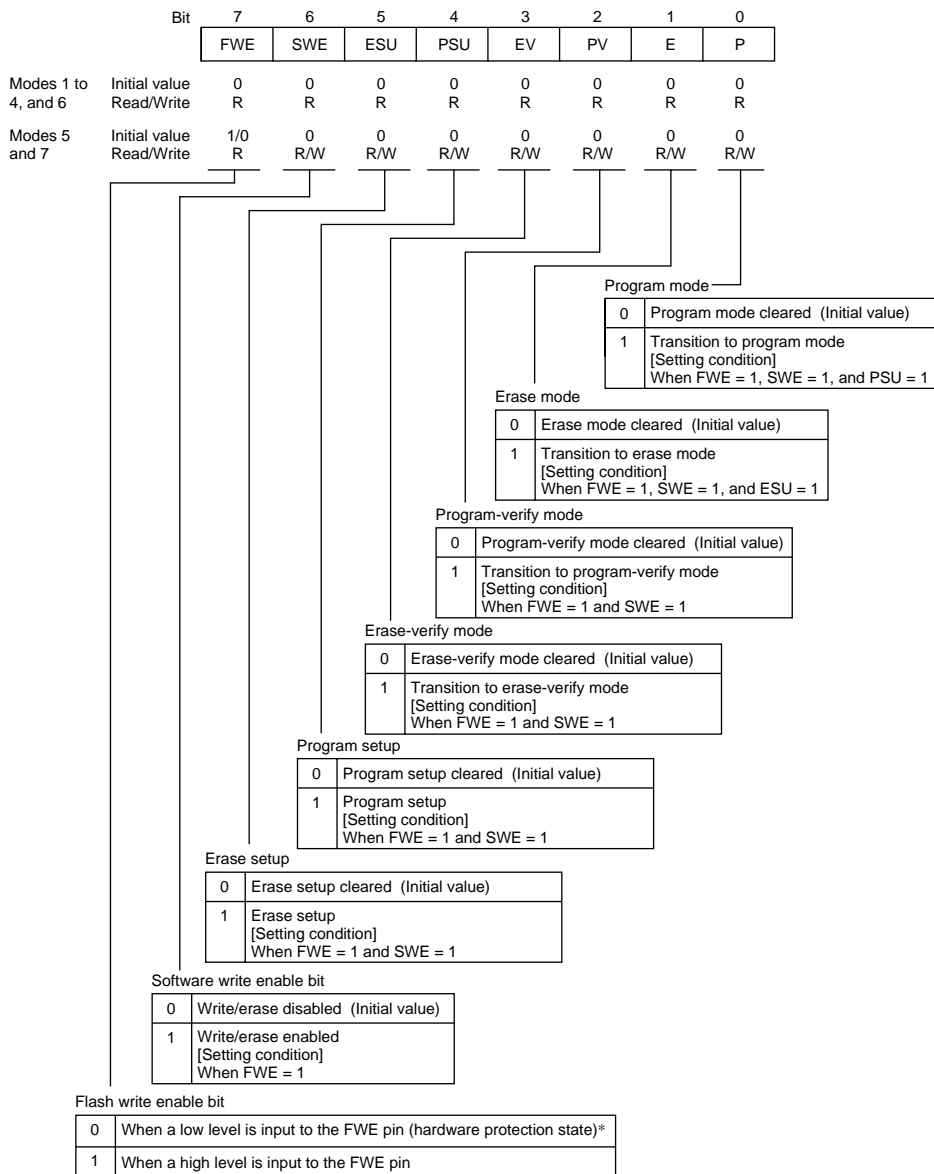 Bit 7 6 5 4 3 2 1 0
FWE SWE ESU PSU EV PV E P
Modes 1 to 4, and 6
Initial value 0 0 0 0 0 0 0 0
Read/Write R R R R R R R R
Modes 5 and 7
Initial value 1/0 0 0 0 0 0 0 0
Read/Write R R/W R/W R/W R/W R/W R/W R/W
Program mode
0 Program mode cleared (Initial value)
1 Transition to program mode
[Setting condition]
When FWE = 1, SWE = 1, and PSU = 1
Erase mode
0 Erase mode cleared (Initial value)
1 Transition to erase mode
[Setting condition]
When FWE = 1, SWE = 1, and ESU = 1
Program-verify mode
0 Program-verify mode cleared (Initial value)
1 Transition to program-verify mode
[Setting condition]
When FWE = 1 and SWE = 1
Erase-verify mode
0 Erase-verify mode cleared (Initial value)
1 Transition to erase-verify mode
[Setting condition]
When FWE = 1 and SWE = 1
Program setup
0 Program setup cleared (Initial value)
1 Program setup
[Setting condition]
When FWE = 1 and SWE = 1
Erase setup
0 Erase setup cleared (Initial value)
1 Erase setup
[Setting condition]
When FWE = 1 and SWE = 1
Software write enable bit
0 Write/erase disabled (Initial value)
1 Write/erase enabled
[Setting condition]
When FWE = 1
Flash write enable bit
0 When a low level is input to the FWE pin (hardware protection state)*
1 When a high level is input to the FWE pin